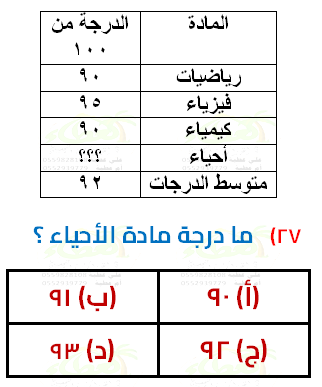 المادة الدرجة من ١٠٠
رياضيات ٩٠
فيزياء ٩٥
كيمياء ٩٠
أحياء ؟؟؟
متوسط الدرجات ٩٢
٢٧) ما درجة مادة الأحياء ؟
(أ) ٩٠ (ب) ٩١
(ج) ٩٢ (د) ٩٣